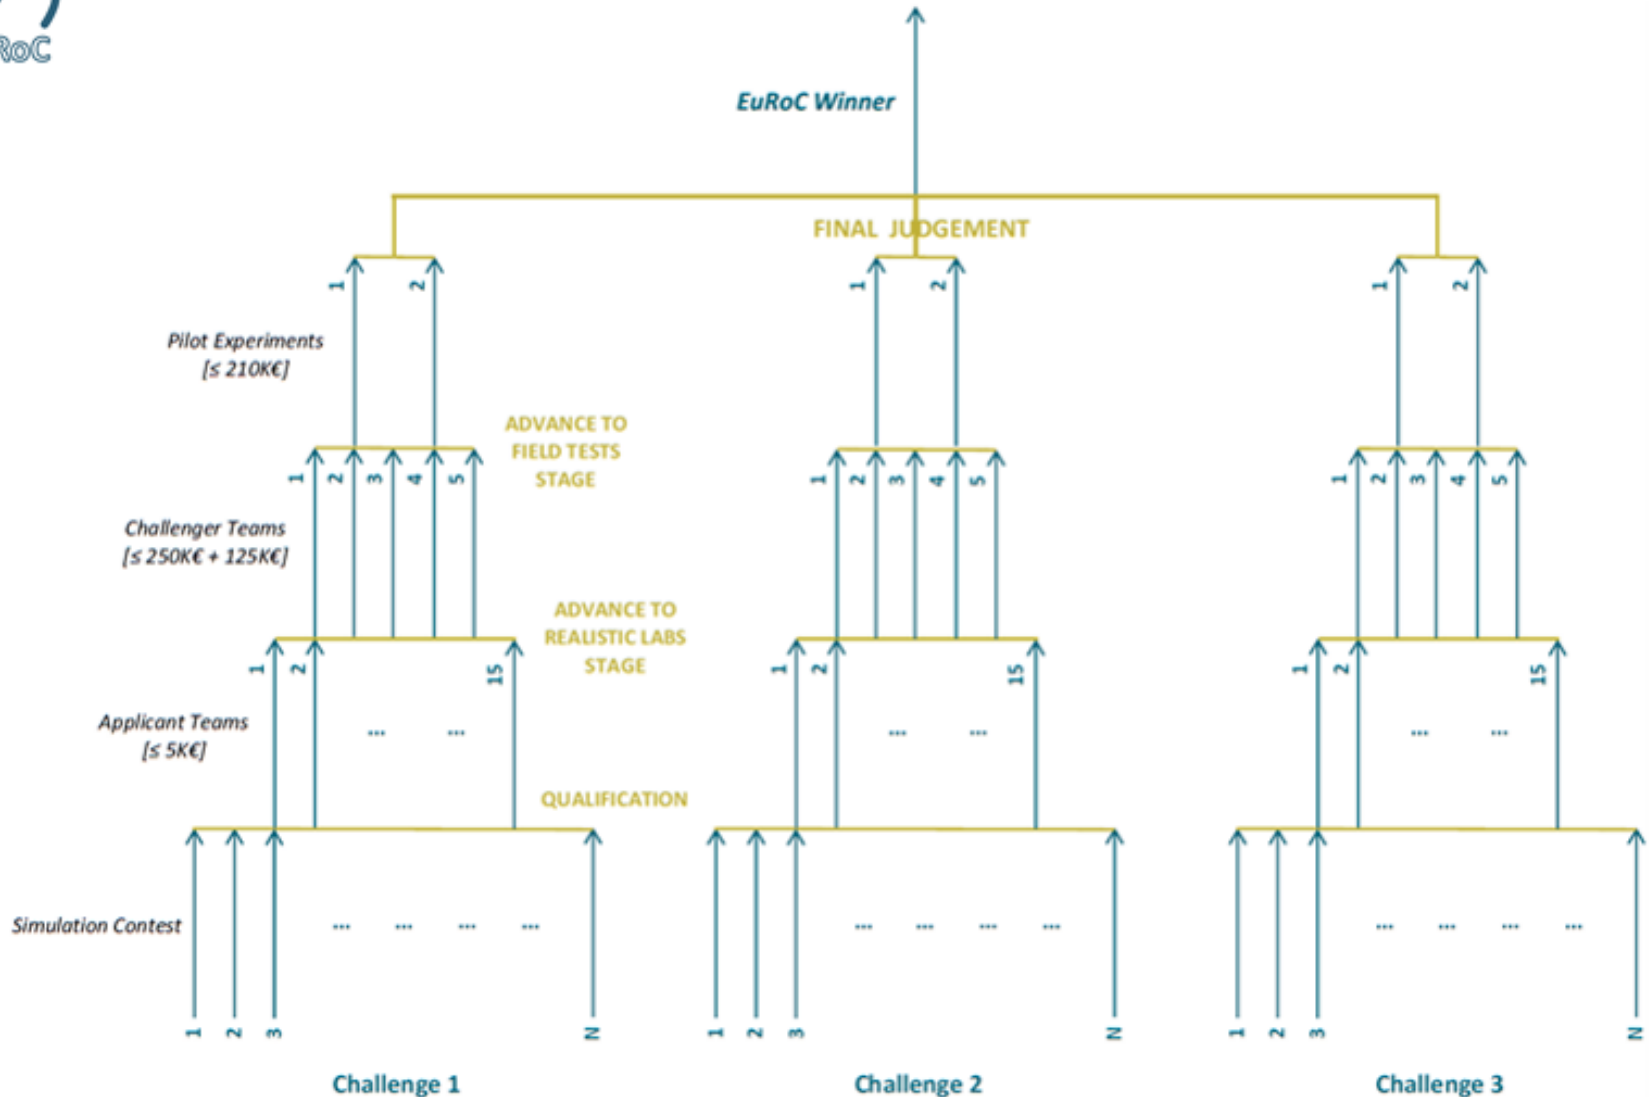 RoC
EuRoC Winner
FINAL JUDGEMENT
1 2 1 2 1 2
Pilot Experiments
[≤ 210K€]
ADVANCE TO
FIELD TESTS
STAGE
1 2 3 4 5 1 2 3 4 5 1 2 3 4 5
Challenger Teams
[≤ 250K€ + 125K€]
ADVANCE TO
REALISTIC LABS
STAGE
1 2 15 1 2 15 1 2 15
Applicant Teams
[≤ 5K€]
... ... ... ... ... ...
QUALIFICATION
Simulation Contest
... ... ... ... ... ... ... ... ... ... ... ...
1 2 3 N 1 2 3 N 1 2 3 N
Challenge 1 Challenge 2 Challenge 3